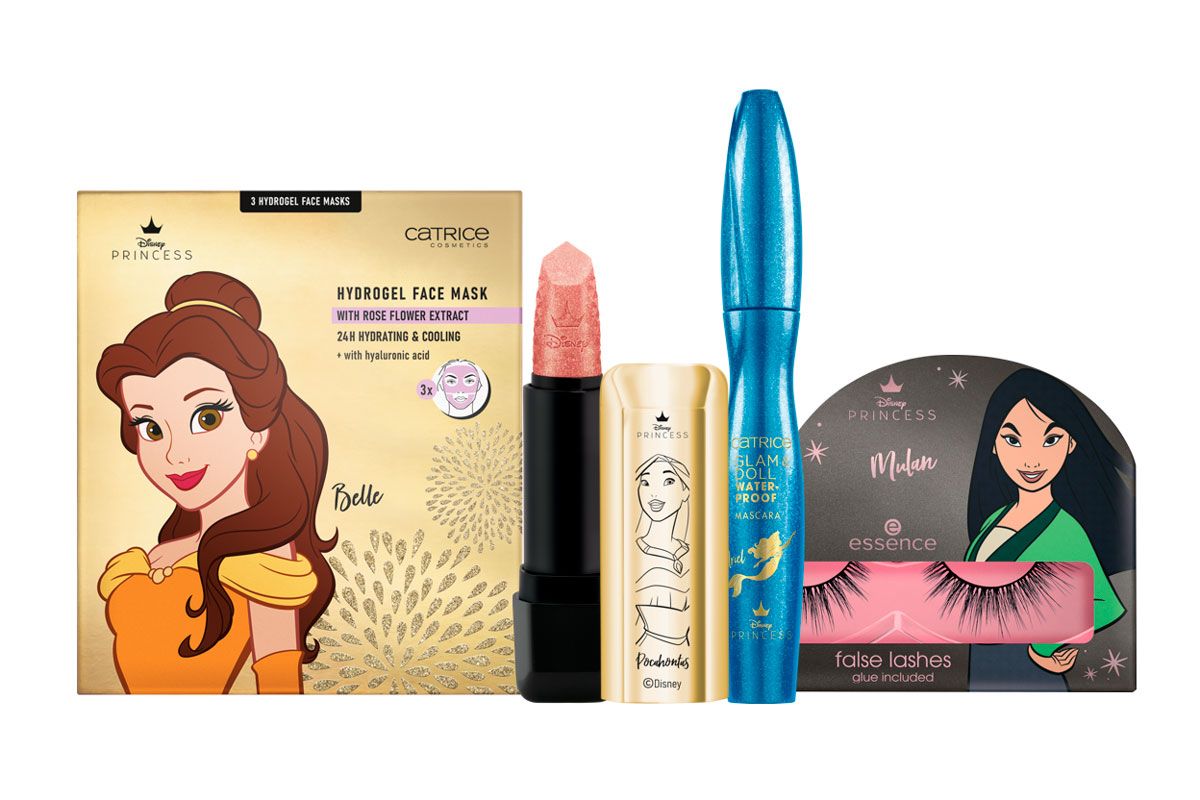 3 HYDROGEL FACE MASKS
Disney
PRINCESS
CATRICE
COSMETICS
HYDROGEL FACE MASK
WITH ROSE FLOWER EXTRACT
24H HYDRATING & COOLING
+ with hyaluronic acid
3x
Belle
Disney
Disney
PRINCESS
Pocahontas
©Disney
CATRICE
GLAM &
DOLL
WATER-
PROOF
MASCARA
Ariel
Disney
PRINCESS
Disney
PRINCESS
Mulan
e
essence
false lashes
glue included